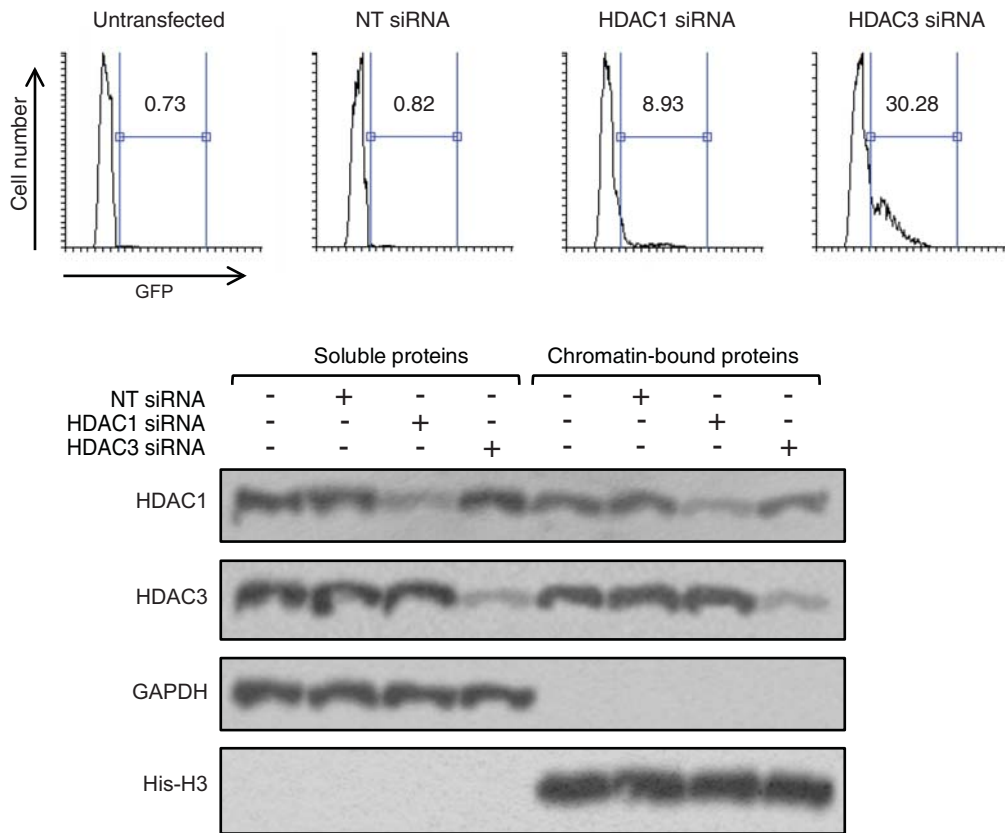 Untransfected NT siRNA HDAC1 siRNA HDAC3 siRNA
0.73 0.82 8.93 30.28
Cell number
GFP
Soluble proteins Chromatin-bound proteins
NT siRNA - + - - - + - -
HDAC1 siRNA - - + - - - + -
HDAC3 siRNA - - - + - - - +
HDAC1
HDAC3
GAPDH
His-H3